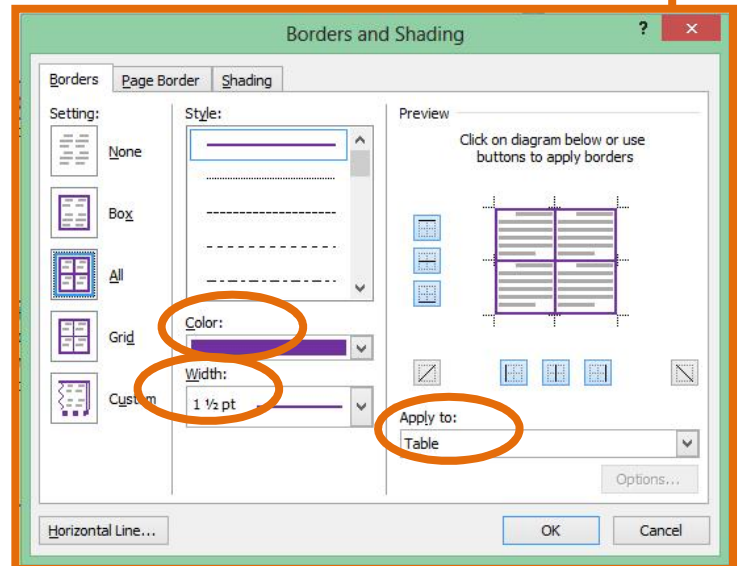 Borders and Shading
?
×
Borders
Page Border
Shading
Setting:
None
Box
All
Grid
Custom
Style:
Color:
Width:
1 ½ pt
Preview
Click on diagram below or use
buttons to apply borders
Apply to:
Table
Options...
Horizontal Line...
OK
Cancel